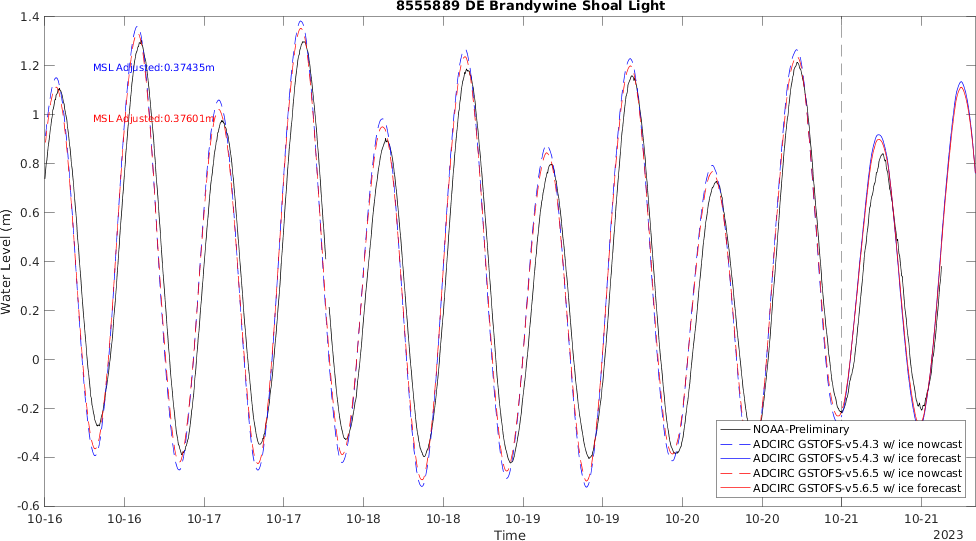 8555889 DE Brandywine Shoal Light
1.4
1.2
1
0.8
0.6
0.4
0.2
0
-0.2
-0.4
-0.6
Water Level (m)
MSL Adjusted:0.37435m
MSL Adjusted:0.37601m
NOAA-Preliminary
ADCIRC GSTOFS-v5.4.3 w/ ice nowcast
ADCIRC GSTOFS-v5.4.3 w/ ice forecast
ADCIRC GSTOFS-v5.6.5 w/ ice nowcast
ADCIRC GSTOFS-v5.6.5 w/ ice forecast
10-16 10-16 10-17 10-17 10-18 10-18 10-19 10-19 10-20 10-20 10-21 10-21
Time
2023